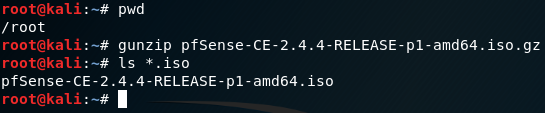 root@kali:~# pwd
/root
root@kali:~# gunzip pfSense-CE-2.4.4-RELEASE-p1-amd64.iso.gz
root@kali:~# ls *.iso
pfSense-CE-2.4.4-RELEASE-p1-amd64.iso
root@kali:~#